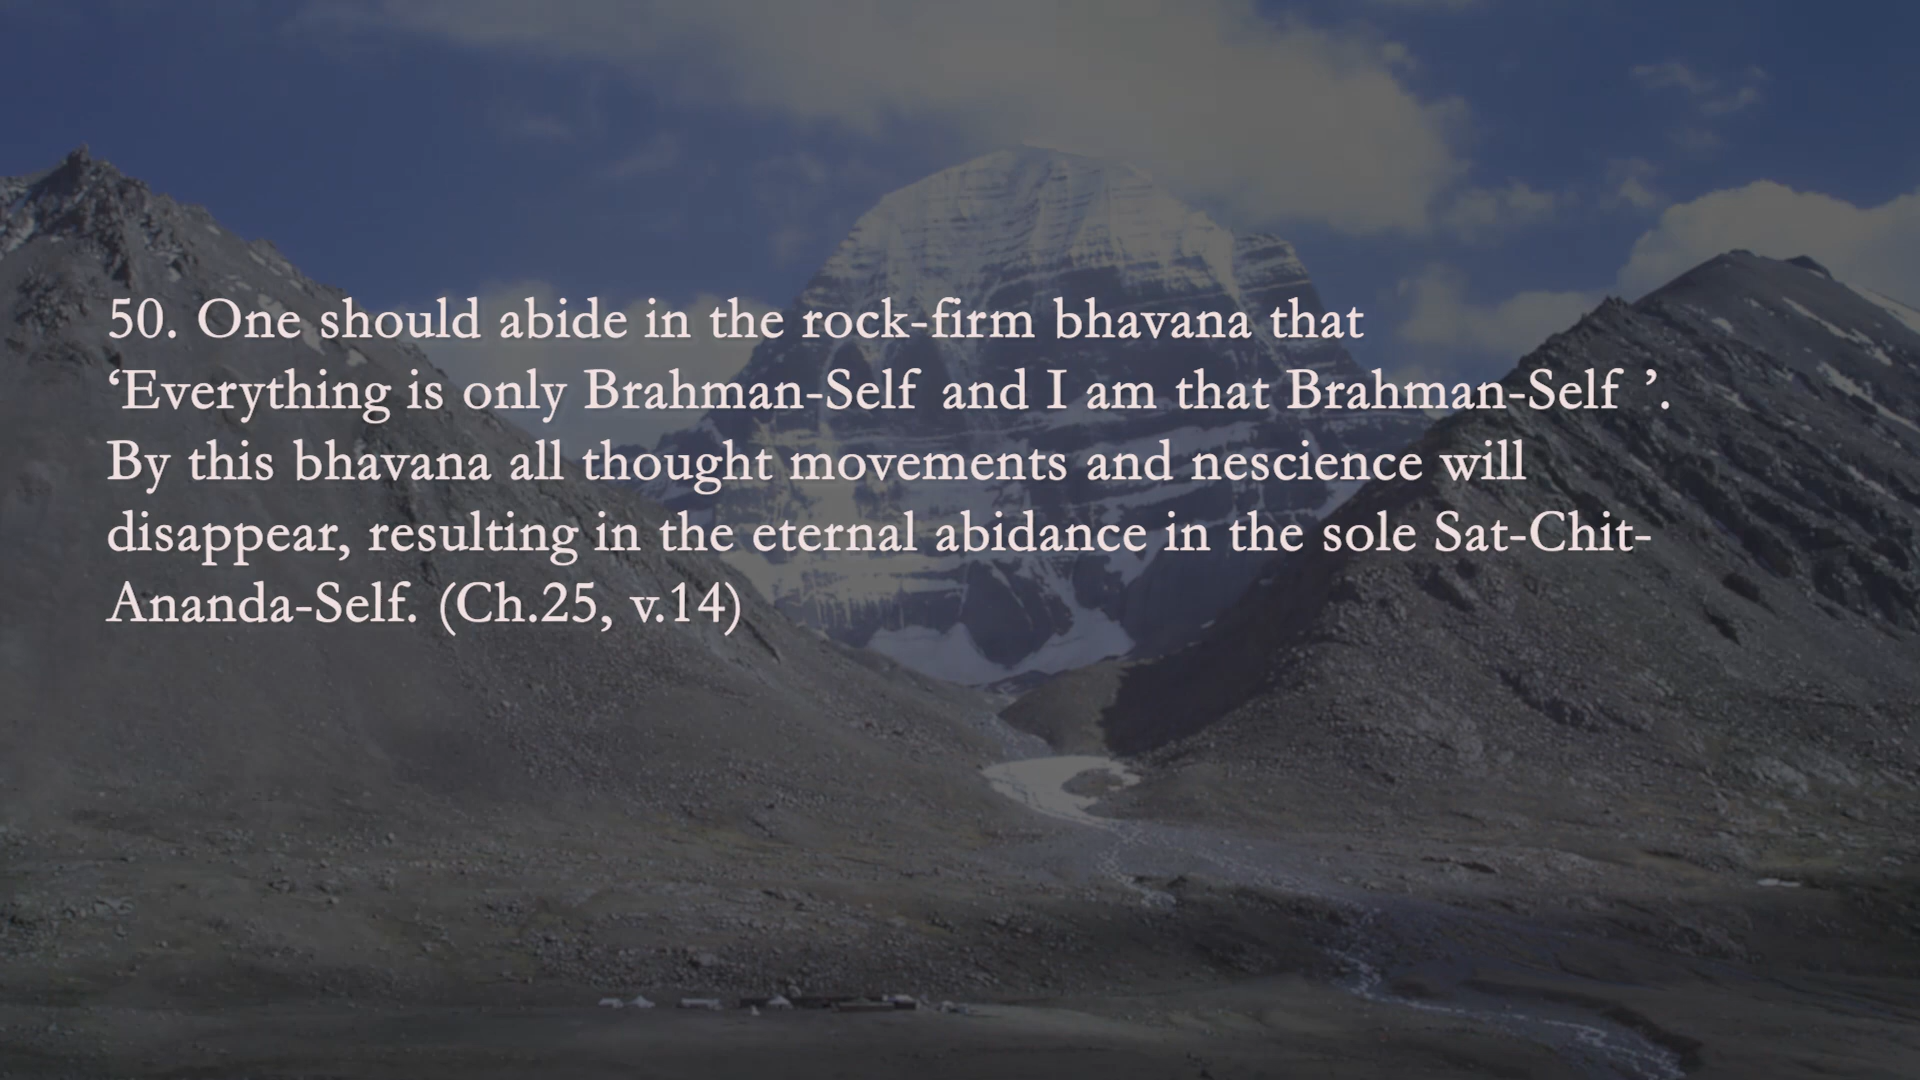 50. One should abide in the rock-firm bhavana that
‘Everything is only Brahman-Self and I am that Brahman-Self ’.
By this bhavana all thought movements and nescience will
disappear, resulting in the eternal abidance in the sole Sat-Chit-
Ananda-Self. (Ch.25, v.14)